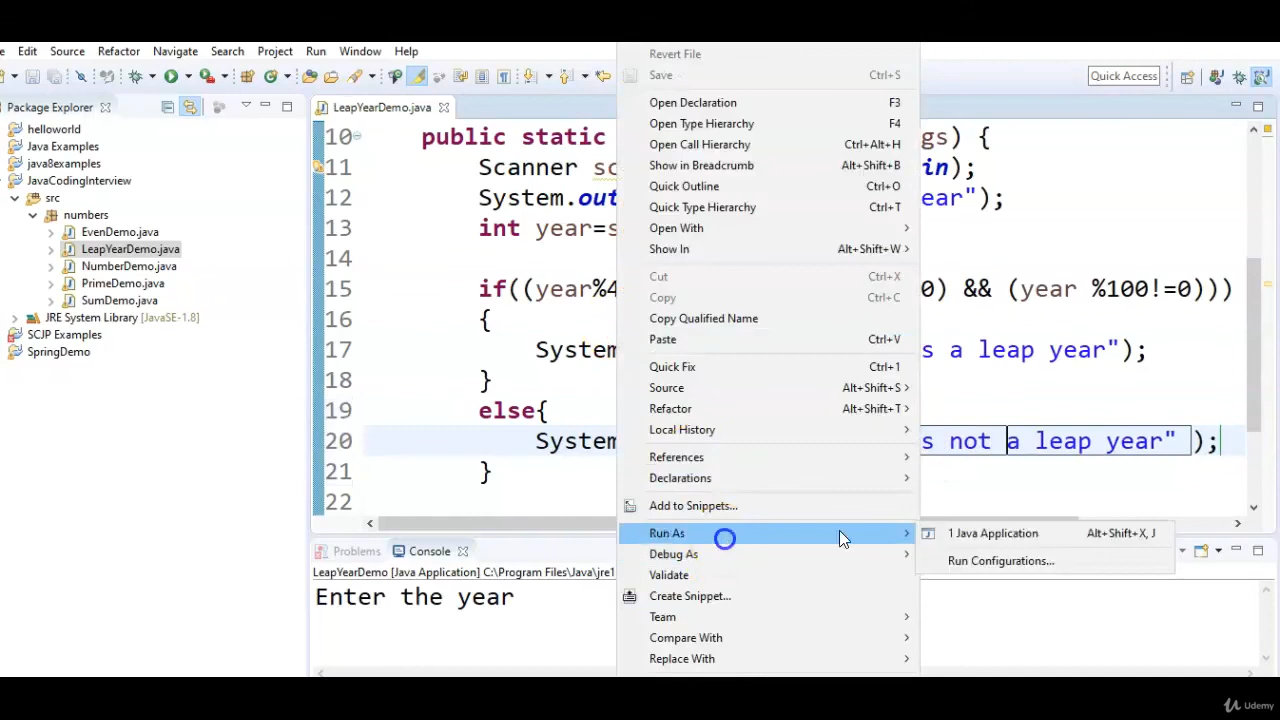 Edit Source Refactor Navigate Search Project Run Window Help
Quick Access
Package Explorer
helloworld
Java Examples
java8examples
JavaCodingInterview
src
numbers
EvenDemo.java
LeapYearDemo.java
NumberDemo.java
PrimeDemo.java
SumDemo.java
JRE System Library [JavaSE-1.8]
SCJP Examples
SpringDemo
LeapYearDemo.java
10 public static gs) {
11 Scanner sc in);
12 System.out ear");
13 int year=s
14
15 if((year%4 0) && (year %100!=0)))
16 {
17 System s a leap year");
18 }
19 else{
20 System s not a leap year" );
21 }
22
Revert File
Save Ctrl+S
Open Declaration F3
Open Type Hierarchy F4
Open Call Hierarchy Ctrl+Alt+H
Show in Breadcrumb Alt+Shift+B
Quick Outline Ctrl+O
Quick Type Hierarchy Ctrl+T
Open With
Show In Alt+Shift+W
Cut Ctrl+X
Copy Ctrl+C
Copy Qualified Name
Paste Ctrl+V
Quick Fix Ctrl+1
Source Alt+Shift+S
Refactor Alt+Shift+T
Local History
References
Declarations
Add to Snippets...
Run As
Debug As
Validate
Create Snippet...
Team
Compare With
Replace With
1 Java Application Alt+Shift+X, J
Run Configurations...
Problems Console
LeapYearDemo [Java Application] C:\Program Files\Java\jre1
Enter the year
Udemy